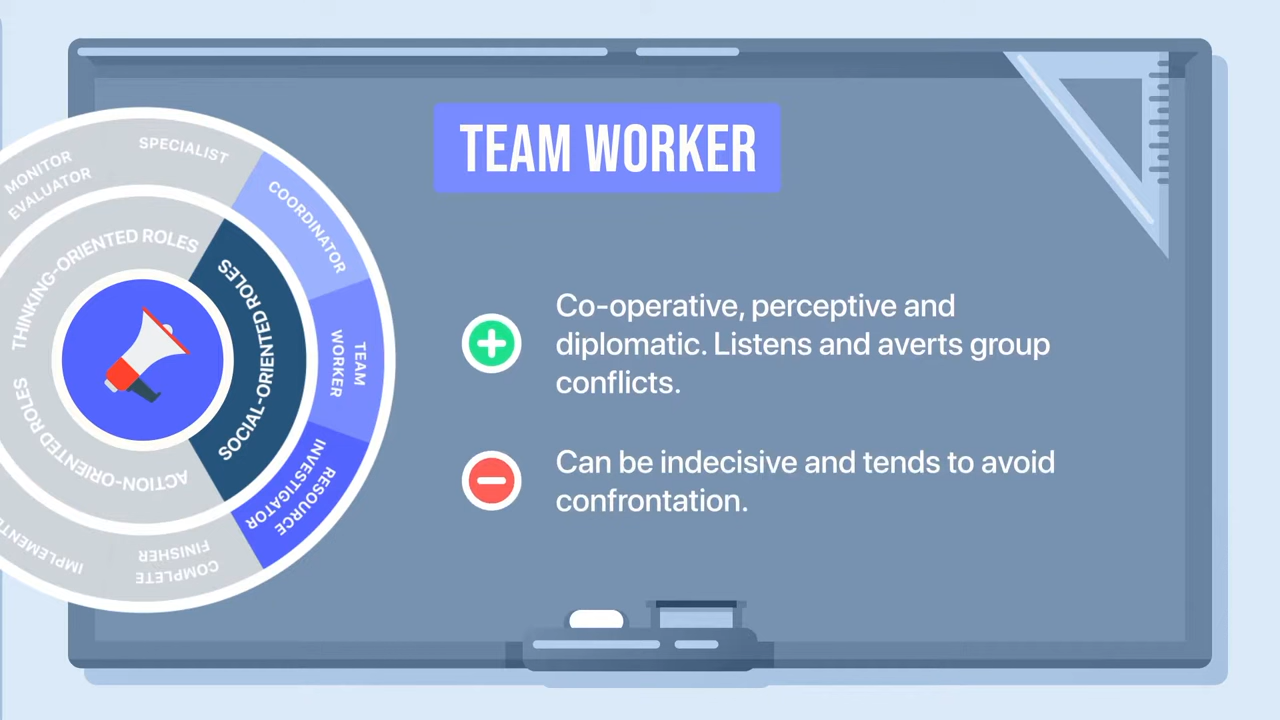 TEAM WORKER
Co-operative, perceptive and
diplomatic. Listens and averts group
conflicts.
Can be indecisive and tends to avoid
confrontation.
MONITOR
EVALUATOR
SPECIALIST
COORDINATOR
TEAM
WORKER
RESOURCE
INVESTIGATOR
COMPLETE
FINISHER
THINKING-ORIENTED ROLES
SOCIAL-ORIENTED ROLES
ACTION-ORIENTED ROLES